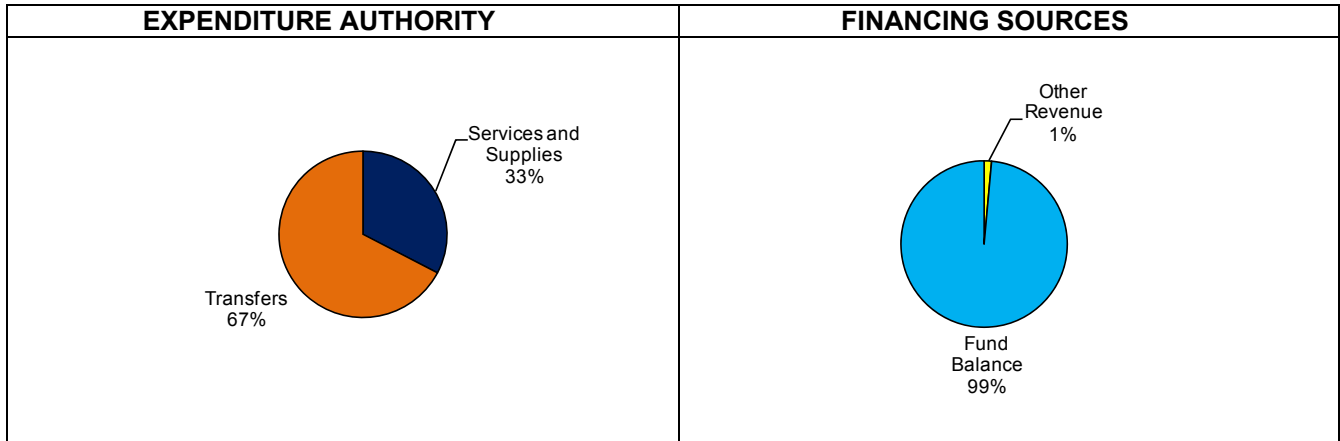 EXPENDITURE AUTHORITY
Services and
Supplies
33%
Transfers
67%
FINANCING SOURCES
Other
Revenue
1%
Fund
Balance
99%